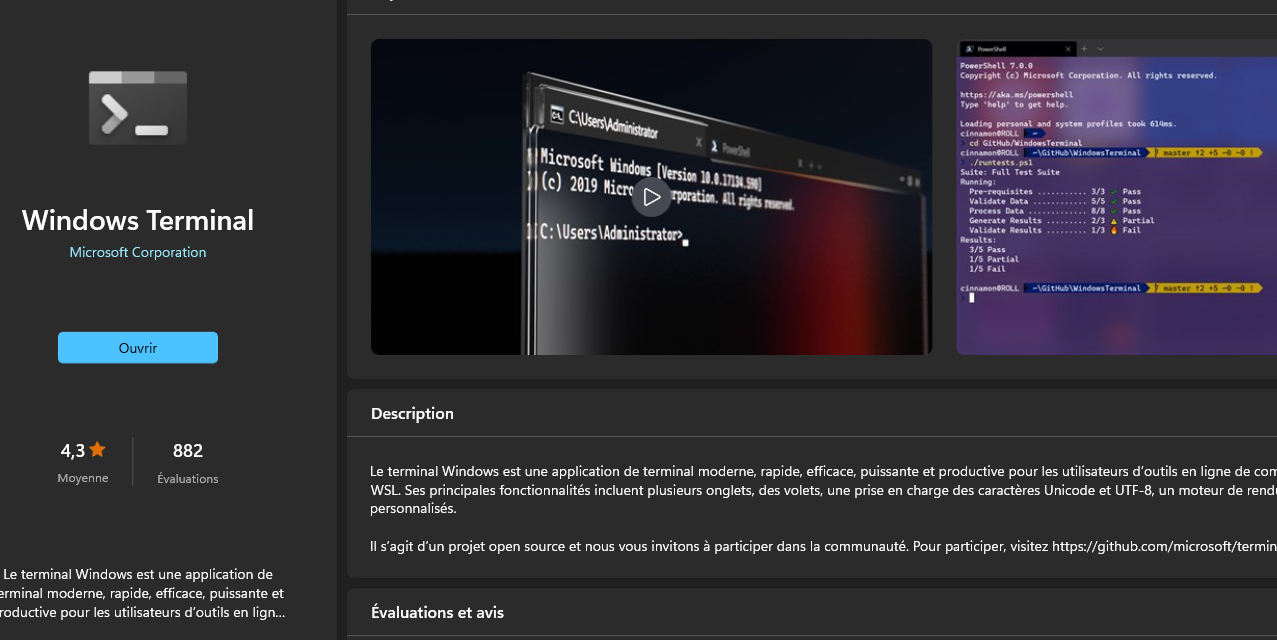 Windows Terminal
Microsoft Corporation
Ouvrir
4,3
Moyenne
882
Évaluations
Le terminal Windows est une application de
erminal moderne, rapide, efficace, puissante et
roductive pour les utilisateurs d’outils en lign...
C:\Users\Administrator
PowerShell
Microsoft Windows [Version 10.0.17134.590]
(c) 2019 Micro rporation. All rights reserved.
C:\Users\Administrator>
PowerShell
PowerShell 7.0.0
Copyright (c) Microsoft Corporation. All rights reserved.
https://aka.ms/powershell
Type 'help' to get help.
Loading personal and system profiles took 614ms.
cinnamon@ROLL ~
cd GitHub/WindowsTerminal
cinnamon@ROLL ~\GitHub\WindowsTerminal master ↑2 +5 ~0 -0 !
./runtests.ps1
Suite: Full Test Suite
Running:
Pre-requisites ........... 3/3 ✓ Pass
Validate Data ............ 5/5 ✓ Pass
Process Data ............. 8/8 ✓ Pass
Generate Results ......... 2/3 ⚠ Partial
Validate Results ......... 1/3 🔥 Fail
Results:
3/5 Pass
1/5 Partial
1/5 Fail
cinnamon@ROLL ~\GitHub\WindowsTerminal master ↑2 +5 ~0 -0 !
Description
Le terminal Windows est une application de terminal moderne, rapide, efficace, puissante et productive pour les utilisateurs d’outils en ligne de com
WSL. Ses principales fonctionnalités incluent plusieurs onglets, des volets, une prise en charge des caractères Unicode et UTF-8, un moteur de rendu
personnalisés.
Il s’agit d’un projet open source et nous vous invitons à participer dans la communauté. Pour participer, visitez https://github.com/microsoft/termin
Évaluations et avis